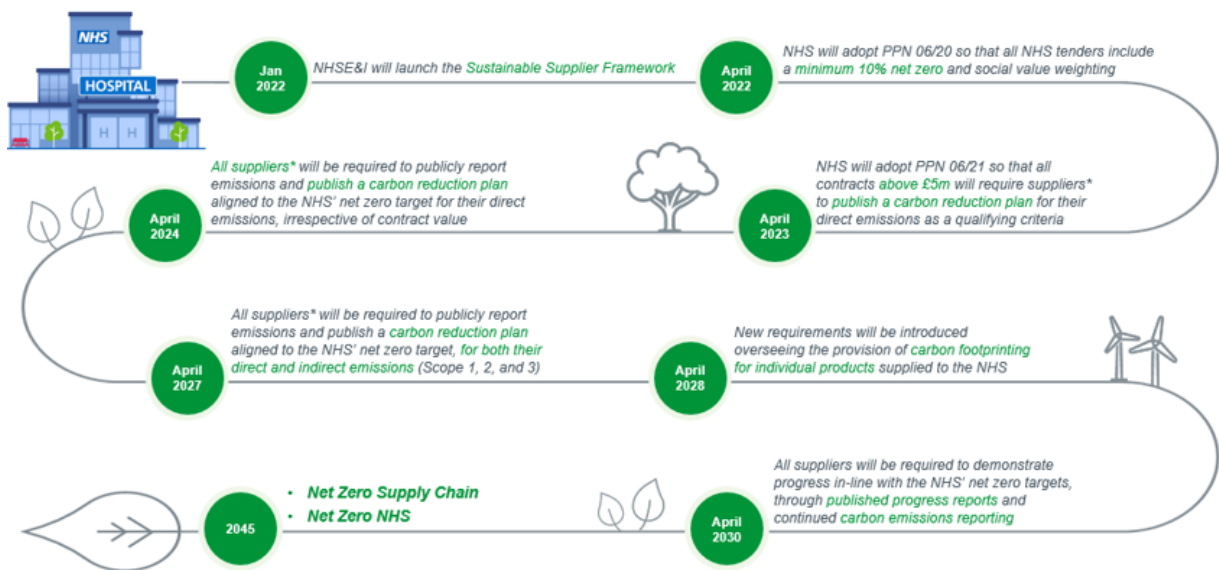 NHS
HOSPITAL
H H
Jan
2022
NHSE&I will launch the Sustainable Supplier Framework
April
2022
NHS will adopt PPN 06/20 so that all NHS tenders include
a minimum 10% net zero and social value weighting
April
2023
NHS will adopt PPN 06/21 so that all
contracts above £5m will require suppliers*
to publish a carbon reduction plan for their
direct emissions as a qualifying criteria
April
2024
All suppliers* will be required to publicly report
emissions and publish a carbon reduction plan
aligned to the NHS' net zero target for their direct
emissions, irrespective of contract value
April
2027
All suppliers* will be required to publicly report
emissions and publish a carbon reduction plan
aligned to the NHS' net zero target, for both their
direct and indirect emissions (Scope 1, 2, and 3)
April
2028
New requirements will be introduced
overseeing the provision of carbon footprinting
for individual products supplied to the NHS
April
2030
All suppliers will be required to demonstrate
progress in-line with the NHS' net zero targets,
through published progress reports and
continued carbon emissions reporting
2045
• Net Zero Supply Chain
• Net Zero NHS